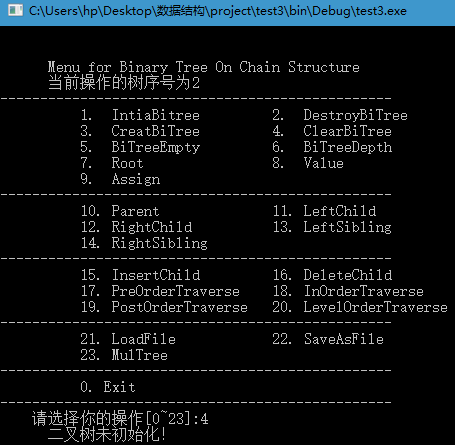 C:\Users\hp\Desktop\数据结构\project\test3\bin\Debug\test3.exe
Menu for Binary Tree On Chain Structure
当前操作的树序号为2
--------------------------------------------------
1. IntiaBitree 2. DestroyBiTree
3. CreatBiTree 4. ClearBiTree
5. BiTreeEmpty 6. BiTreeDepth
7. Root 8. Value
9. Assign
--------------------------------------------------
10. Parent 11. LeftChild
12. RightChild 13. LeftSibling
14. RightSibling
--------------------------------------------------
15. InsertChild 16. DeleteChild
17. PreOrderTraverse 18. InOrderTraverse
19. PostOrderTraverse 20. LevelOrderTraverse
--------------------------------------------------
21. LoadFile 22. SaveAsFile
23. MulTree
--------------------------------------------------
0. Exit
--------------------------------------------------
请选择你的操作[0~23]:4
二叉树未初始化!